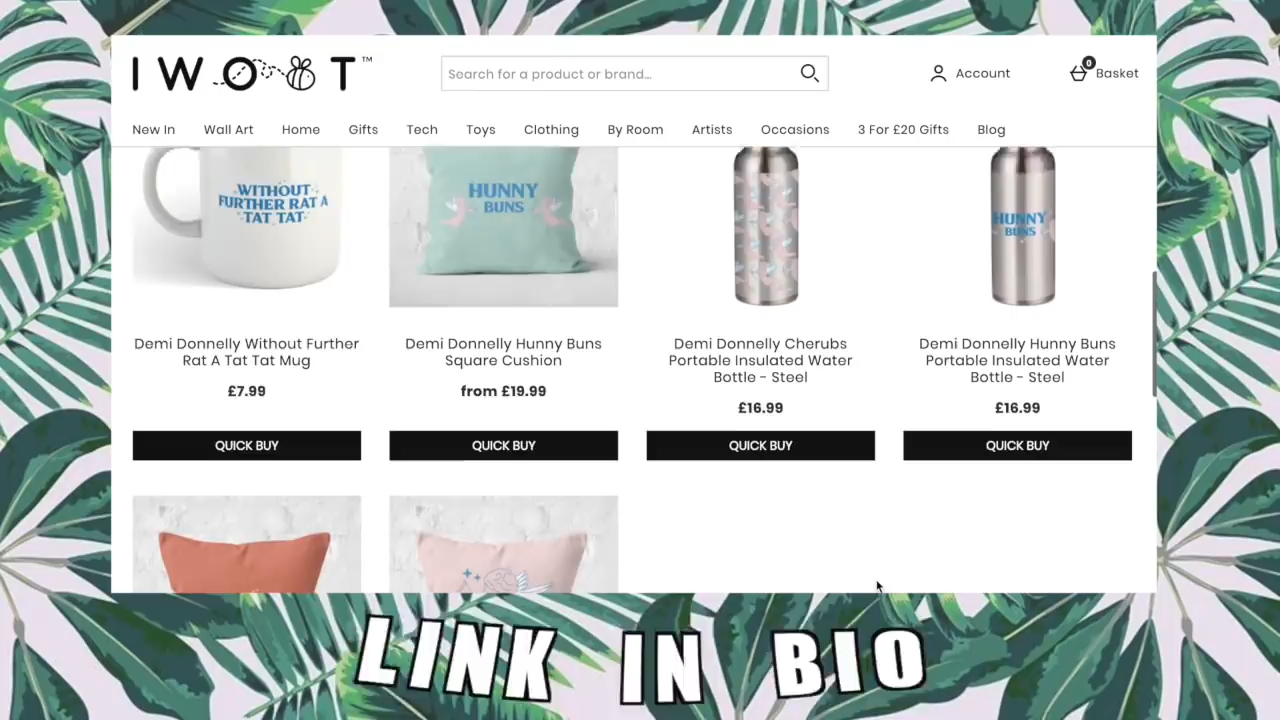 IWOOT™
Search for a product or brand...
Account
0
Basket
New In
Wall Art
Home
Gifts
Tech
Toys
Clothing
By Room
Artists
Occasions
3 For £20 Gifts
Blog
WITHOUT
FURTHER RAT A
TAT TAT
HUNNY
BUNS
HUNNY
BUNS
Demi Donnelly Without Further
Rat A Tat Tat Mug
£7.99
QUICK BUY
Demi Donnelly Hunny Buns
Square Cushion
from £19.99
QUICK BUY
Demi Donnelly Cherubs
Portable Insulated Water
Bottle - Steel
£16.99
QUICK BUY
Demi Donnelly Hunny Buns
Portable Insulated Water
Bottle - Steel
£16.99
QUICK BUY
LINK IN BIO